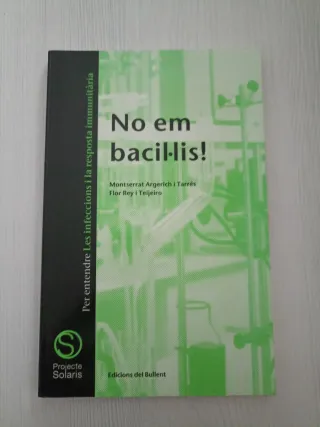 No em
bacil·lis!
Montserrat Argerich i Tarrés
Flor Rey i Teijeiro
Per entendre Les infeccions i la resposta immunitària
S
Projecte
Solaris
Edicions del Bullent